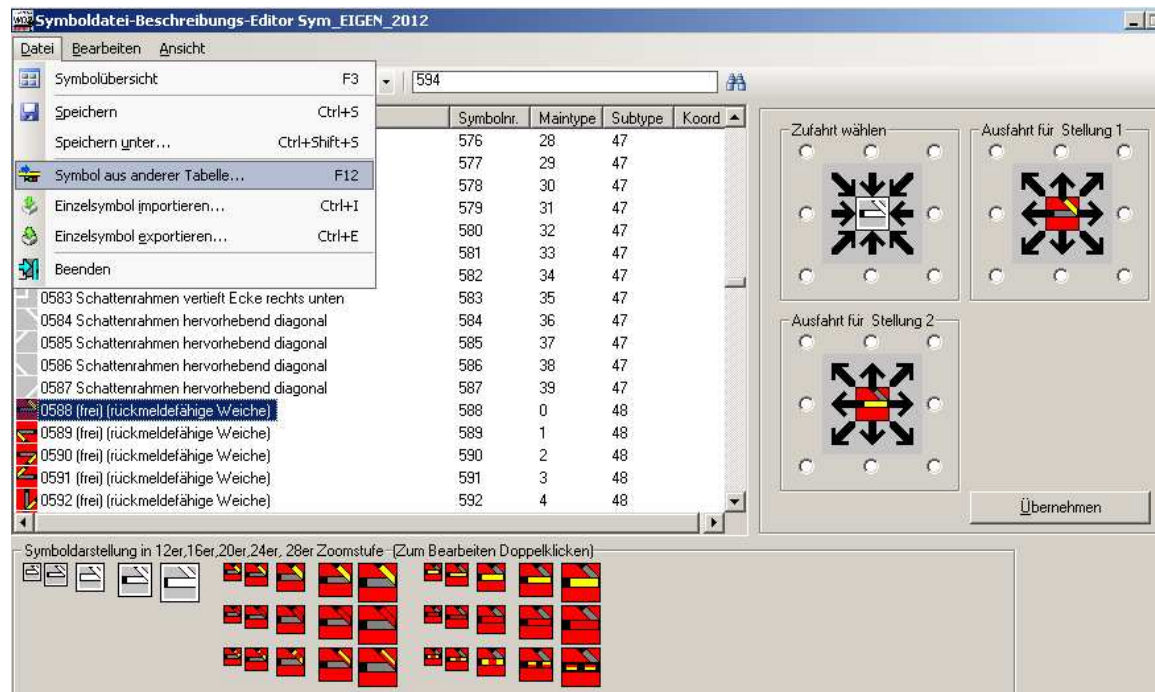 Symboldatei-Beschreibungs-Editor Sym_EIGEN_2012
Datei Bearbeiten Ansicht
594
Symbolübersicht F3
Speichern Ctrl+S
Speichern unter... Ctrl+Shift+S
Symbol aus anderer Tabelle... F12
Einzelsymbol importieren... Ctrl+I
Einzelsymbol exportieren... Ctrl+E
Beenden
Symbolnr. Maintype Subtype Koord
576 28 47
577 29 47
578 30 47
579 31 47
580 32 47
581 33 47
582 34 47
0583 Schattenrahmen vertieft Ecke rechts unten 583 35 47
0584 Schattenrahmen hervorhebend diagonal 584 36 47
0585 Schattenrahmen hervorhebend diagonal 585 37 47
0586 Schattenrahmen hervorhebend diagonal 586 38 47
0587 Schattenrahmen hervorhebend diagonal 587 39 47
0588 (frei) (rückmeldefähige Weiche) 588 0 48
0589 (frei) (rückmeldefähige Weiche) 589 1 48
0590 (frei) (rückmeldefähige Weiche) 590 2 48
0591 (frei) (rückmeldefähige Weiche) 591 3 48
0592 (frei) (rückmeldefähige Weiche) 592 4 48
Zufahrt wählen
Ausfahrt für Stellung 1
Ausfahrt für Stellung 2
Übernehmen
Symboldarstellung in 12er,16er,20er,24er, 28er Zoomstufe (Zum Bearbeiten Doppelklicken)